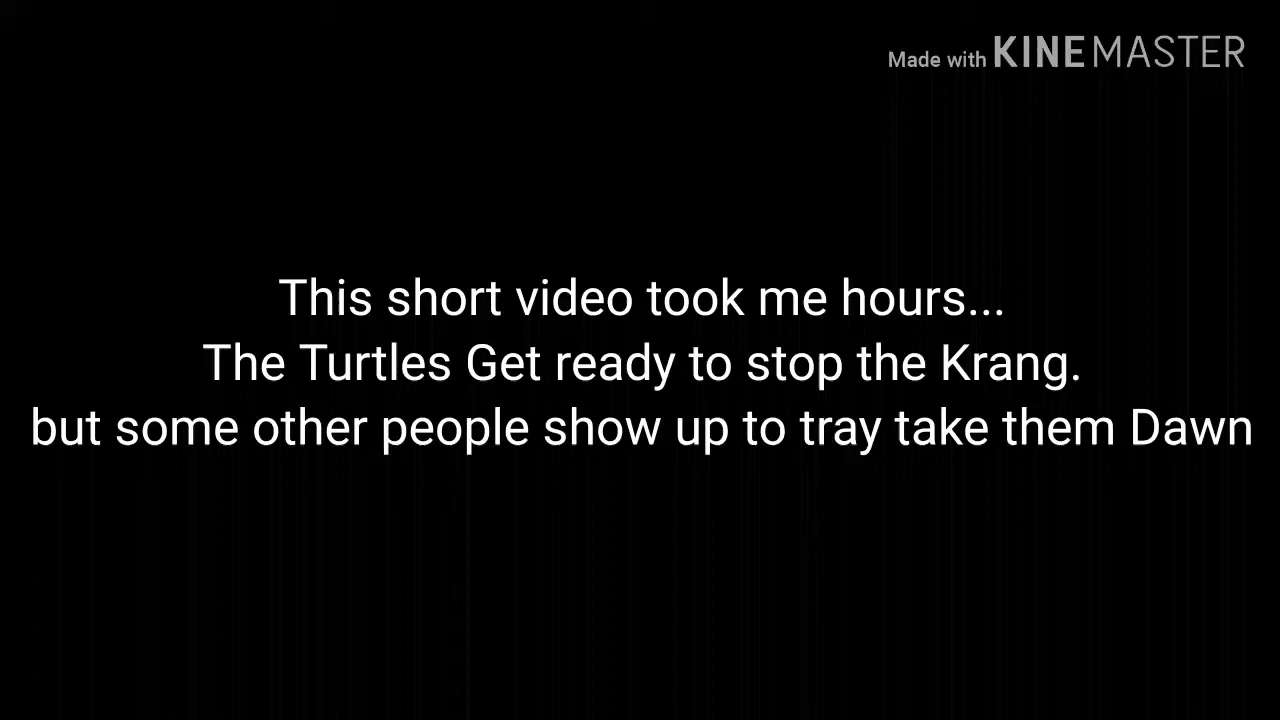 Made with KINEMASTER
This short video took me hours...
The Turtles Get ready to stop the Krang.
but some other people show up to tray take them Dawn